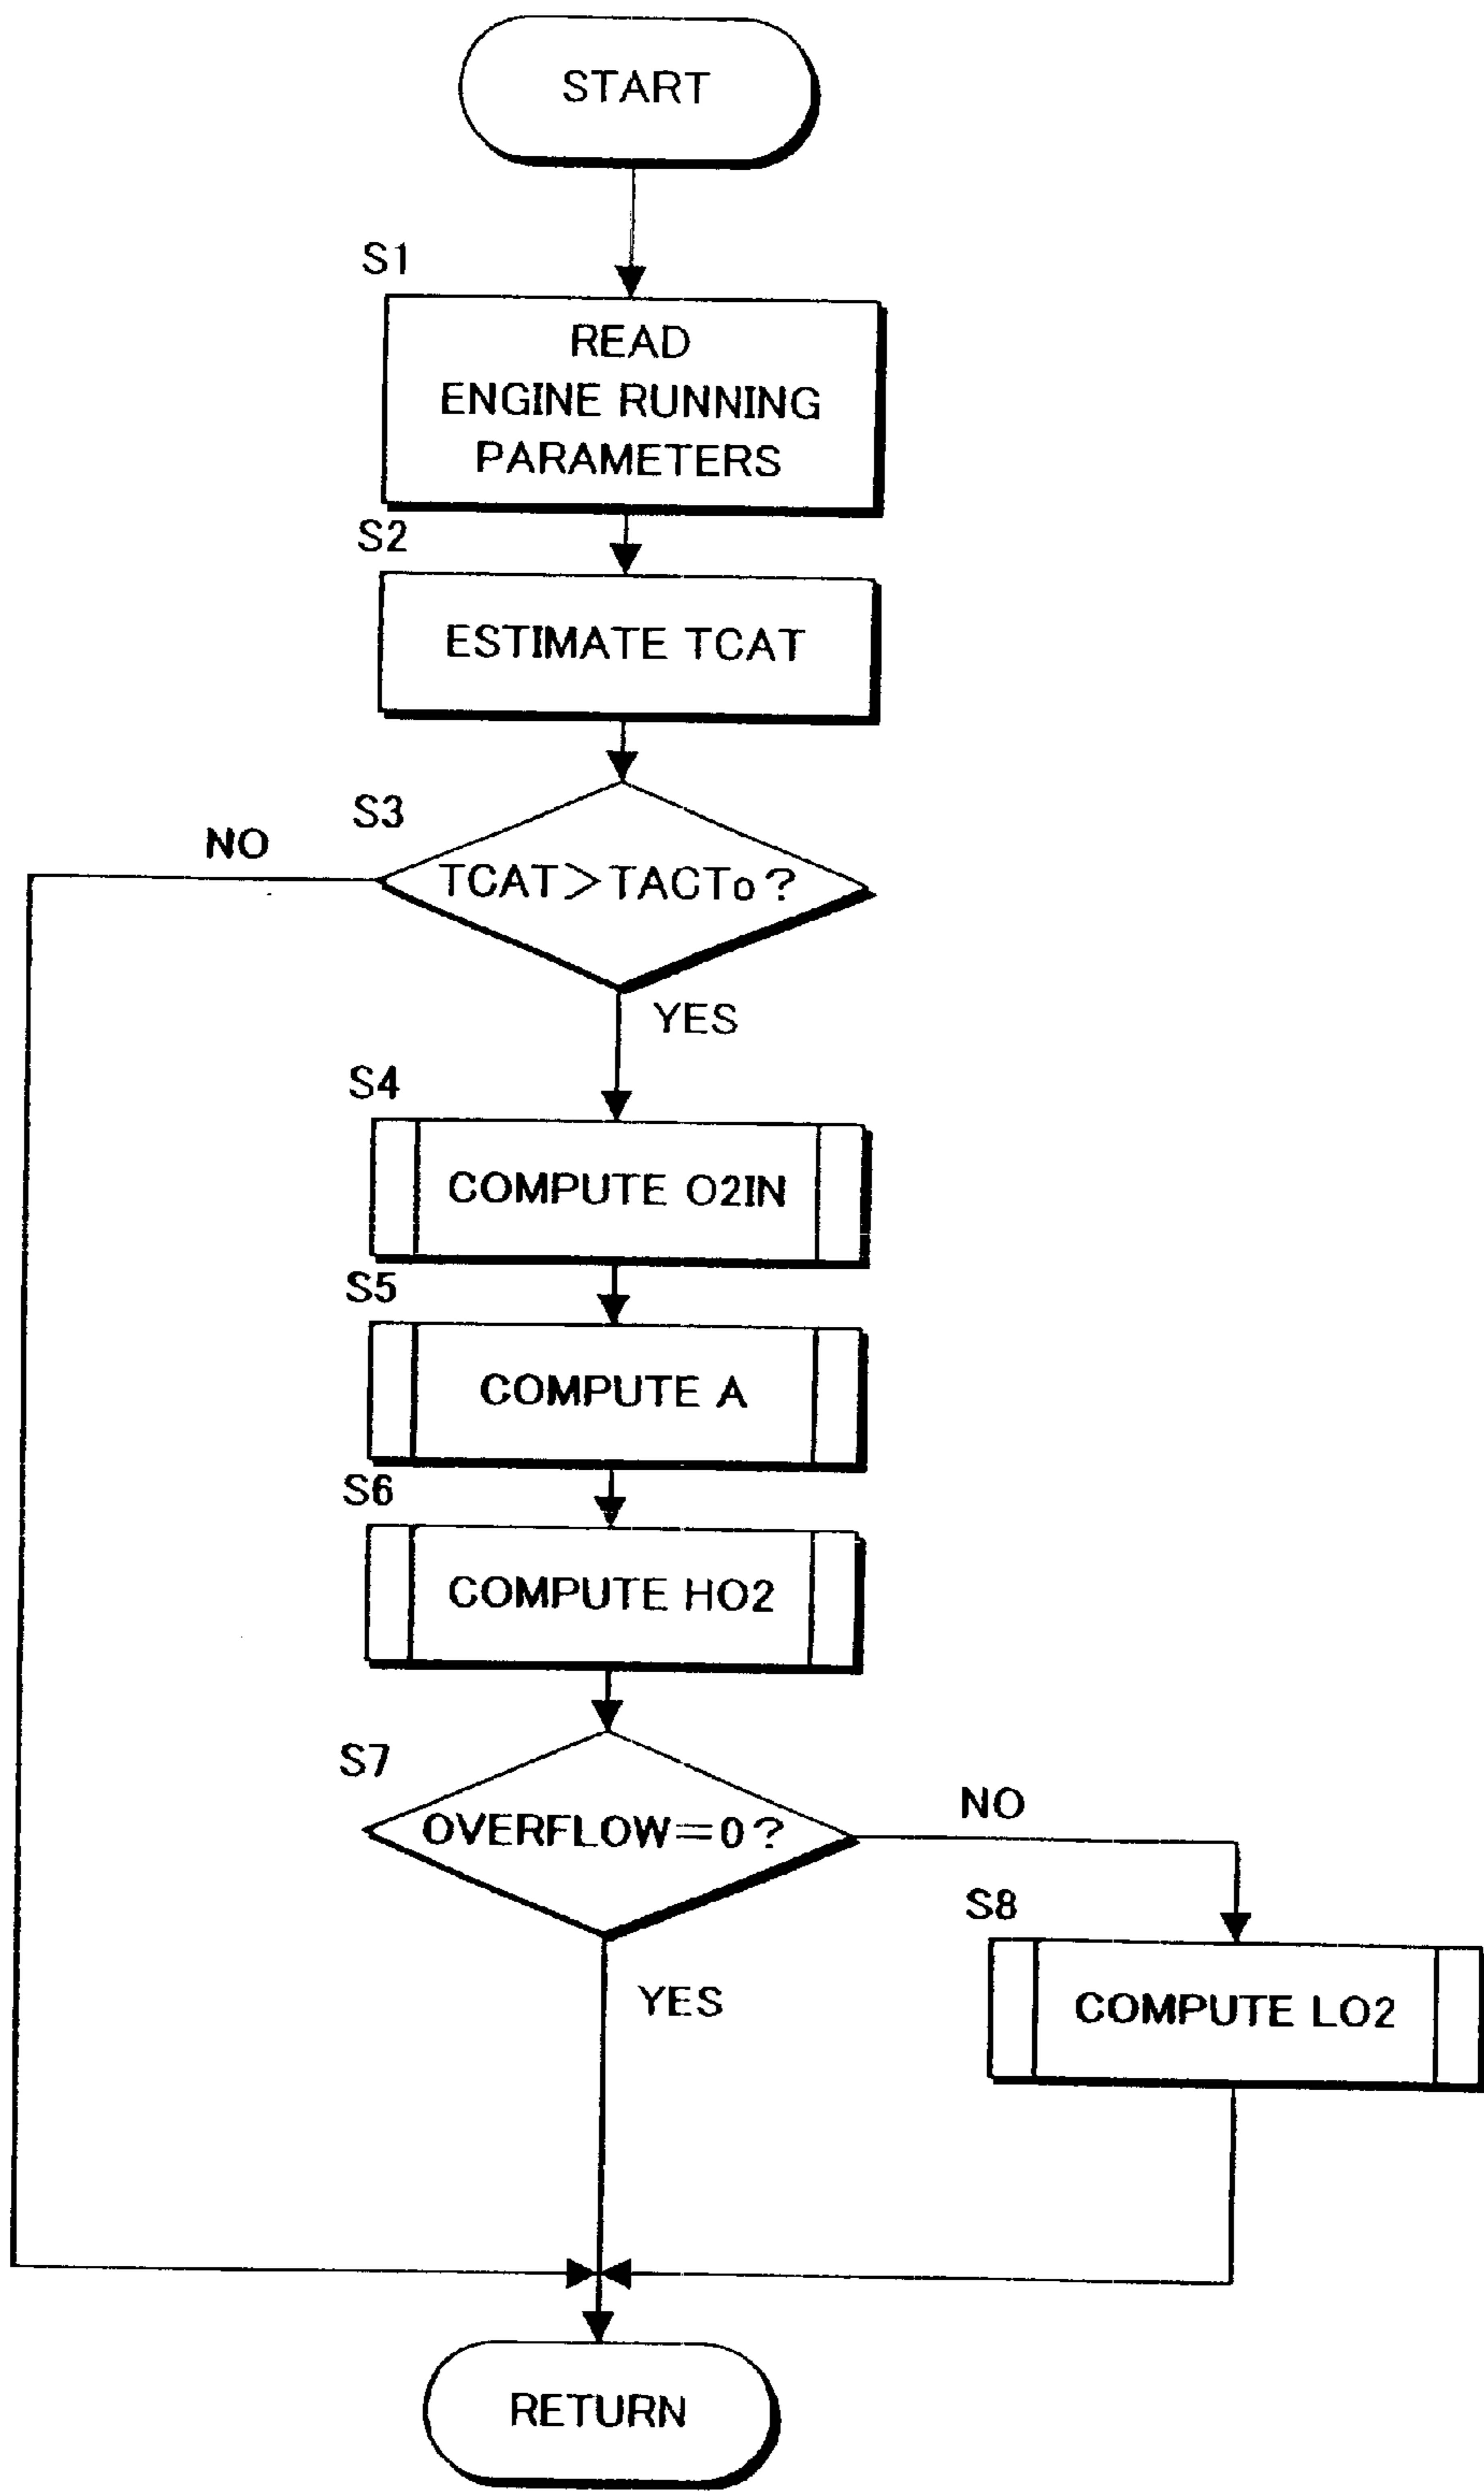 START
S1
READ
ENGINE RUNNING
PARAMETERS
S2
ESTIMATE TCAT
S3
NO
TCAT>TACTo?
YES
S4
COMPUTE O2IN
S5
COMPUTE A
S6
COMPUTE HO2
S7
OVERFLOW=0?
NO
YES
S8
COMPUTE LO2
RETURN